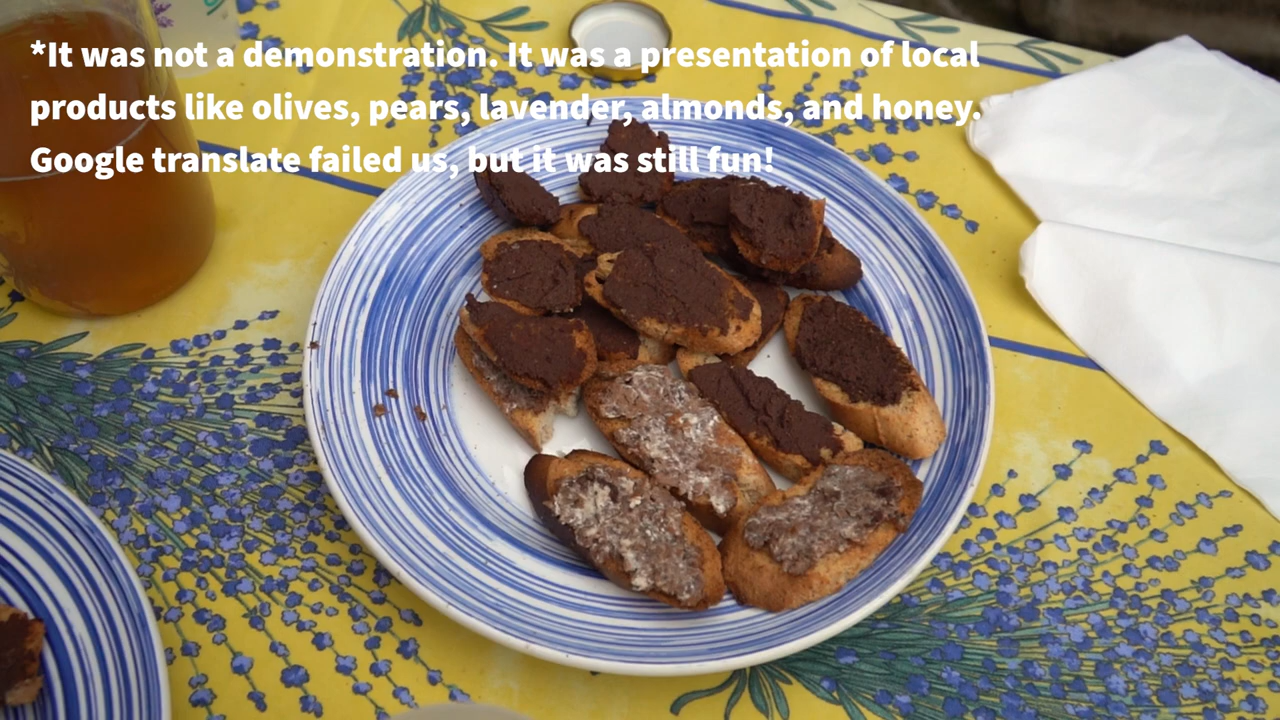 *It was not a demonstration. It was a presentation of local
products like olives, pears, lavender, almonds, and honey.
Google translate failed us, but it was still fun!